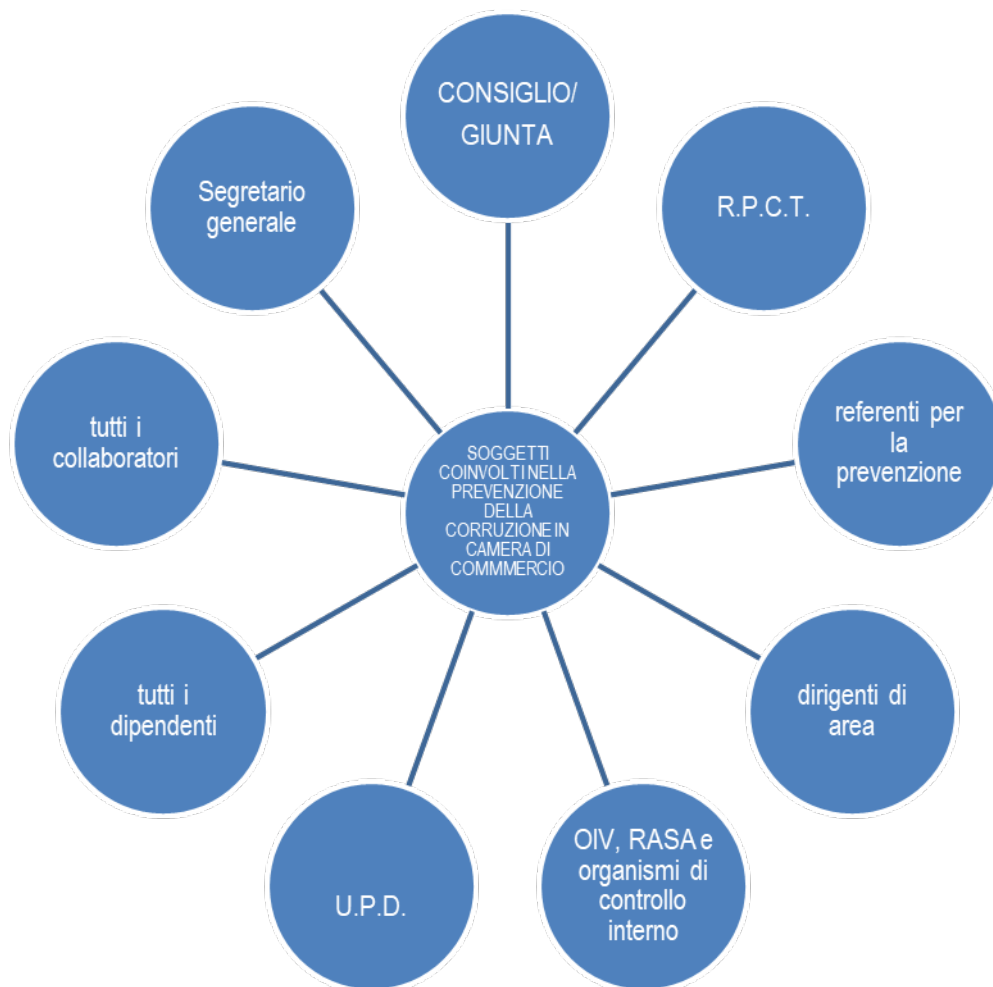 CONSIGLIO/
GIUNTA
R.P.C.T.
referenti per
la
prevenzione
dirigenti di
area
OIV, RASA e
organismi di
controllo
interno
U.P.D.
tutti i
dipendenti
tutti i
collaboratori
Segretario
generale
SOGGETTI
COINVOLTI NELLA
PREVENZIONE
DELLA
CORRUZIONE IN
CAMERA DI
COMMMERCIO